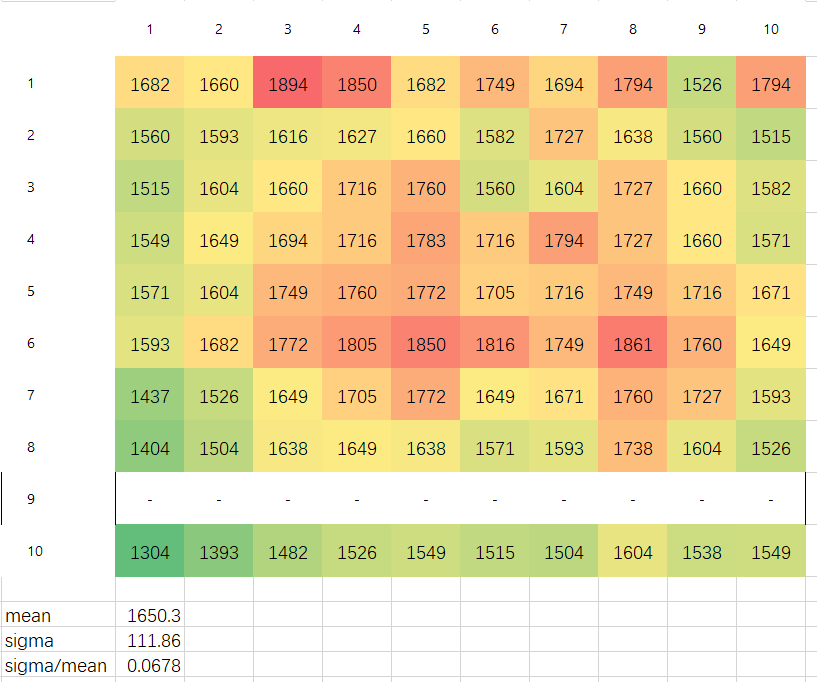 1 2 3 4 5 6 7 8 9 10
1 1682 1660 1894 1850 1682 1749 1694 1794 1526 1794
2 1560 1593 1616 1627 1660 1582 1727 1638 1560 1515
3 1515 1604 1660 1716 1760 1560 1604 1727 1660 1582
4 1549 1649 1694 1716 1783 1716 1794 1727 1660 1571
5 1571 1604 1749 1760 1772 1705 1716 1749 1716 1671
6 1593 1682 1772 1805 1850 1816 1749 1861 1760 1649
7 1437 1526 1649 1705 1772 1649 1671 1760 1727 1593
8 1404 1504 1638 1649 1638 1571 1593 1738 1604 1526
9 - - - - - - - - - -
10 1304 1393 1482 1526 1549 1515 1504 1604 1538 1549
mean 1650.3
sigma 111.86
sigma/mean 0.0678